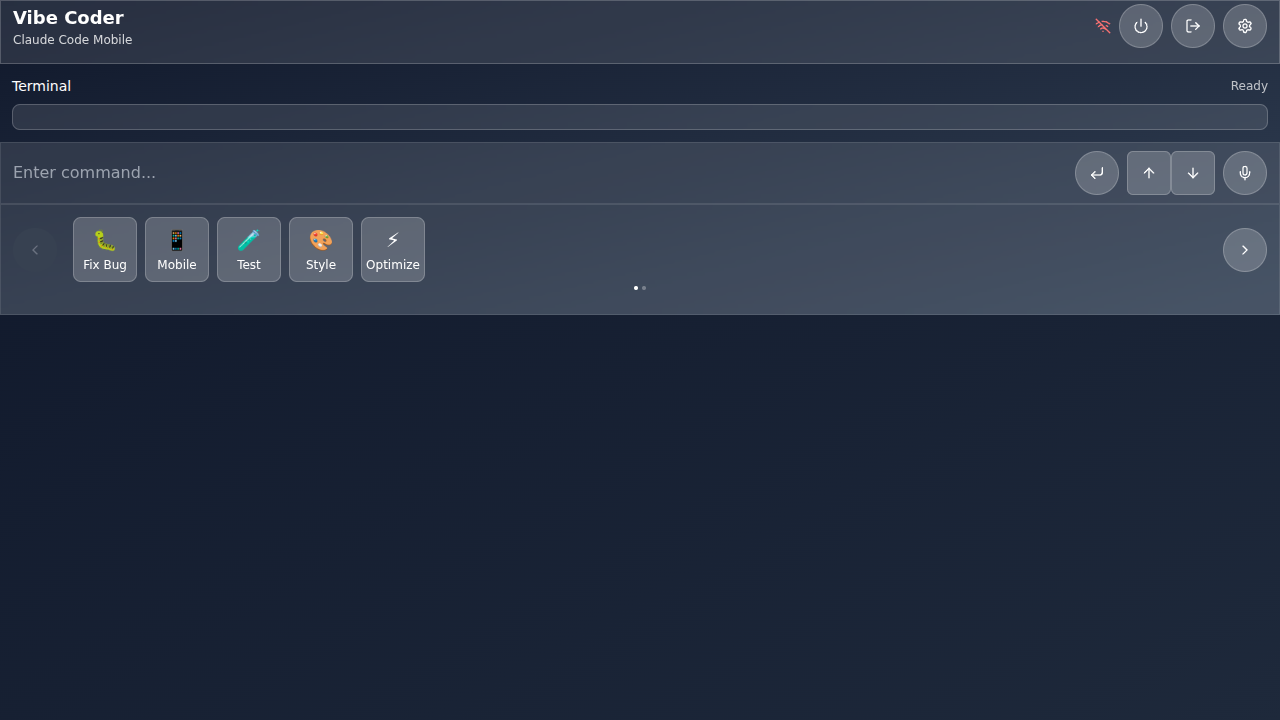 Vibe Coder
Claude Code Mobile
Terminal
Ready
Enter command...
Fix Bug
Mobile
Test
Style
Optimize